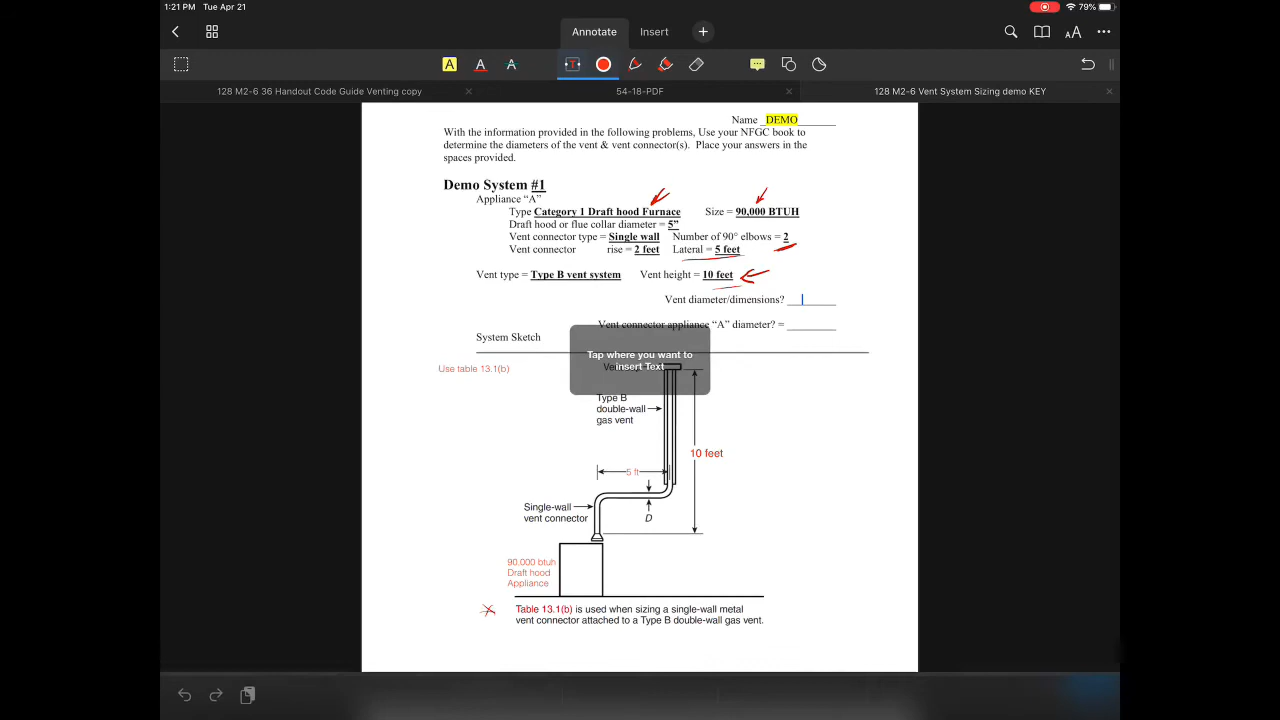 1:21 PM Tue Apr 21
79%
Annotate Insert
A A A T
AA
128 M2-6 36 Handout Code Guide Venting copy
54-18-PDF
128 M2-6 Vent System Sizing demo KEY
Name _DEMO________
With the information provided in the following problems, Use your NFGC book to
determine the diameters of the vent & vent connector(s). Place your answers in the
spaces provided.
Demo System #1
Appliance “A”
Type Category 1 Draft hood Furnace Size = 90,000 BTUH
Draft hood or flue collar diameter = 5”
Vent connector type = Single wall Number of 90° elbows = 2
Vent connector rise = 2 feet Lateral = 5 feet
Vent type = Type B vent system Vent height = 10 feet
Vent diameter/dimensions? ________
Vent connector appliance “A” diameter? = ________
System Sketch
Tap where you want to
insert Text
Use table 13.1(b)
Type B
double-wall
gas vent
10 feet
5 ft
Single-wall
vent connector
D
90,000 btuh
Draft hood
Appliance
Table 13.1(b) is used when sizing a single-wall metal
vent connector attached to a Type B double-wall gas vent.